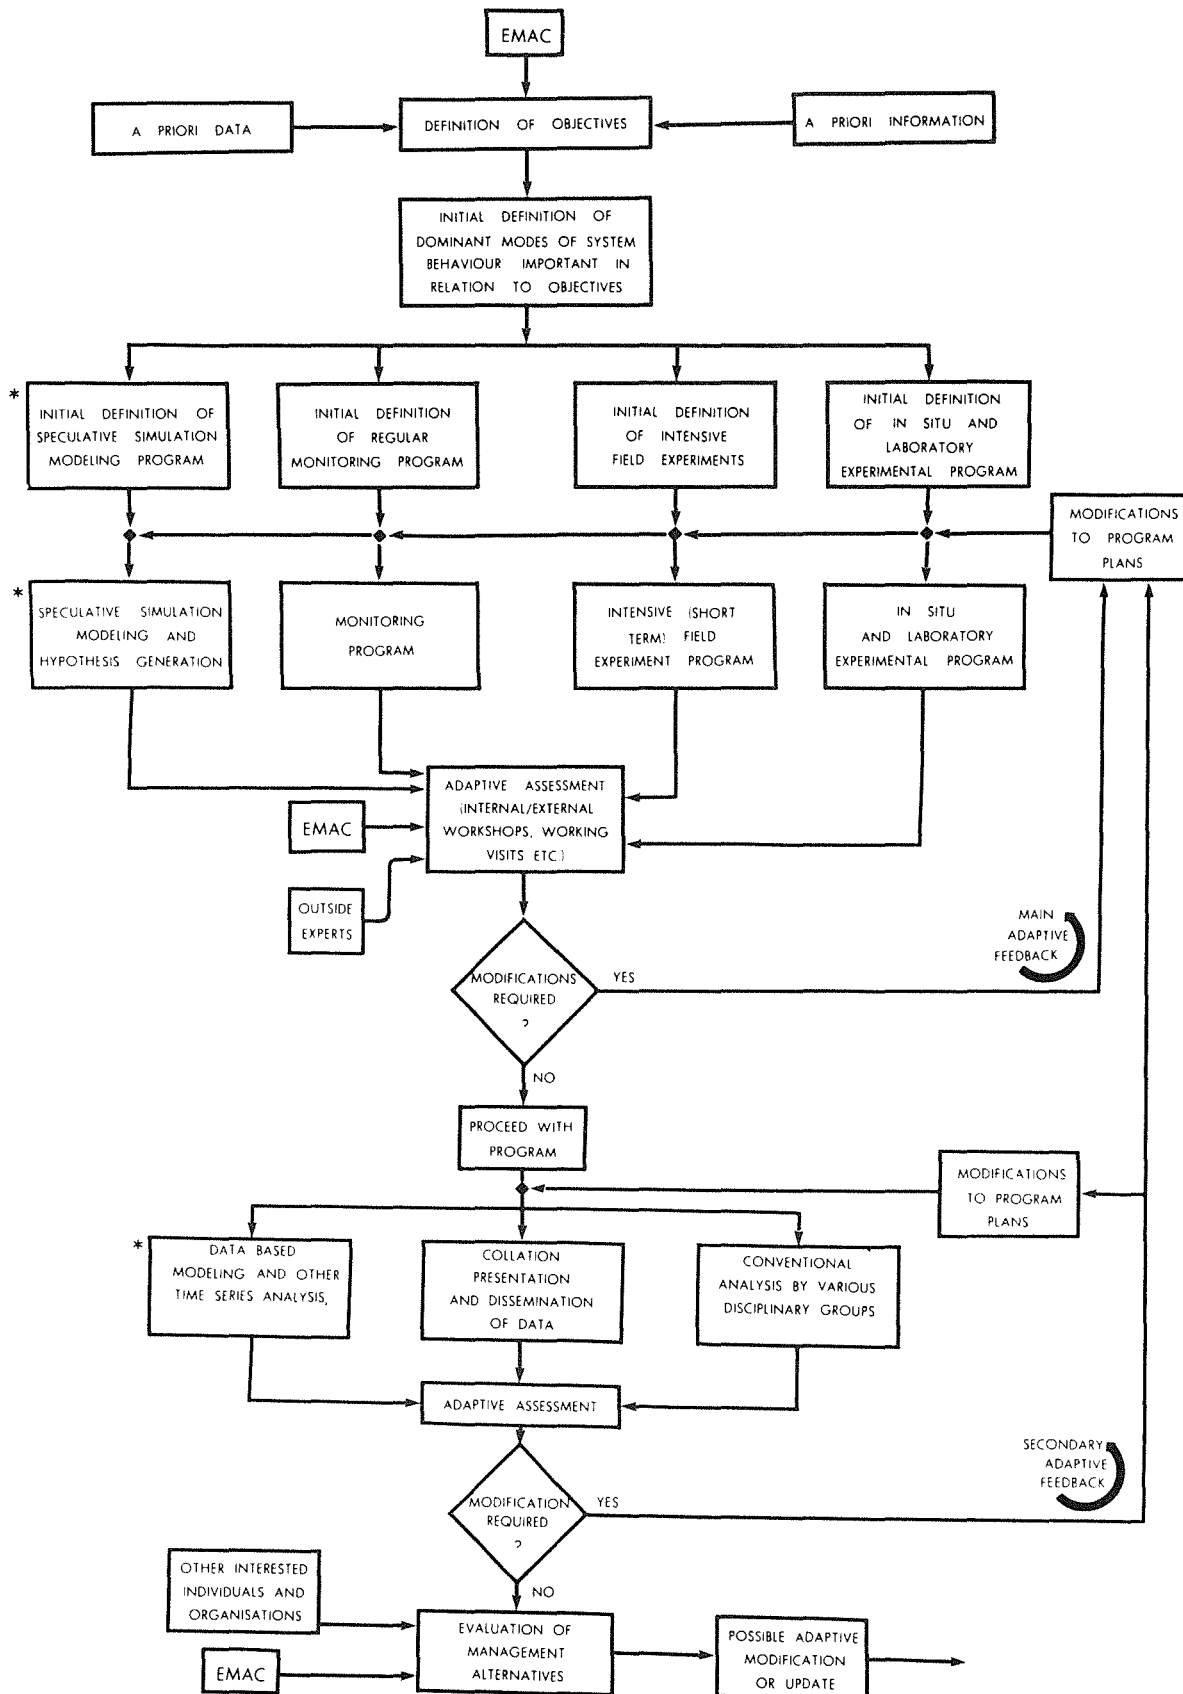 EMAC
A PRIORI DATA
DEFINITION OF OBJECTIVES
A PRIORI INFORMATION
INITIAL DEFINITION OF
DOMINANT MODES OF SYSTEM
BEHAVIOUR IMPORTANT IN
RELATION TO OBJECTIVES
*
INITIAL DEFINITION OF
SPECULATIVE SIMULATION
MODELING PROGRAM
INITIAL DEFINITION
OF REGULAR
MONITORING PROGRAM
INITIAL DEFINITION
OF INTENSIVE
FIELD EXPERIMENTS
INITIAL DEFINITION
OF IN SITU AND
LABORATORY
EXPERIMENTAL PROGRAM
MODIFICATIONS
TO PROGRAM
PLANS
*
SPECULATIVE SIMULATION
MODELING AND
HYPOTHESIS GENERATION
MONITORING
PROGRAM
INTENSIVE (SHORT
TERM) FIELD
EXPERIMENT PROGRAM
IN SITU
AND LABORATORY
EXPERIMENTAL PROGRAM
ADAPTIVE ASSESSMENT
(INTERNAL/EXTERNAL
WORKSHOPS, WORKING
VISITS ETC.)
EMAC
OUTSIDE
EXPERTS
MAIN
ADAPTIVE
FEEDBACK
MODIFICATIONS
REQUIRED
?
YES
NO
PROCEED WITH
PROGRAM
MODIFICATIONS
TO PROGRAM
PLANS
*
DATA BASED
MODELING AND OTHER
TIME SERIES ANALYSIS,
COLLATION
PRESENTATION
AND DISSEMINATION
OF DATA
CONVENTIONAL
ANALYSIS BY VARIOUS
DISCIPLINARY GROUPS
ADAPTIVE ASSESSMENT
SECONDARY
ADAPTIVE
FEEDBACK
MODIFICATION
REQUIRED
?
YES
NO
OTHER INTERESTED
INDIVIDUALS AND
ORGANISATIONS
EMAC
EVALUATION OF
MANAGEMENT
ALTERNATIVES
POSSIBLE ADAPTIVE
MODIFICATION
OR UPDATE